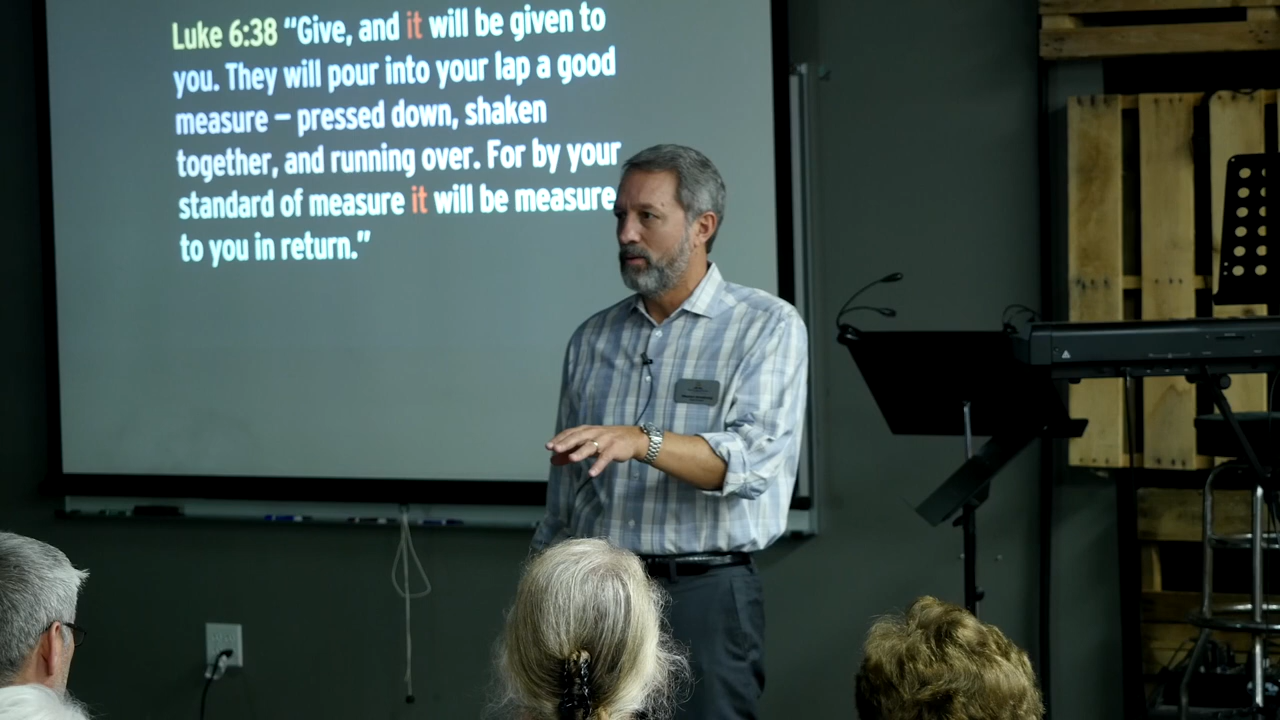 Luke 6:38 “Give, and it will be given to
you. They will pour into your lap a good
measure – pressed down, shaken
together, and running over. For by your
standard of measure it will be measure
to you in return.”